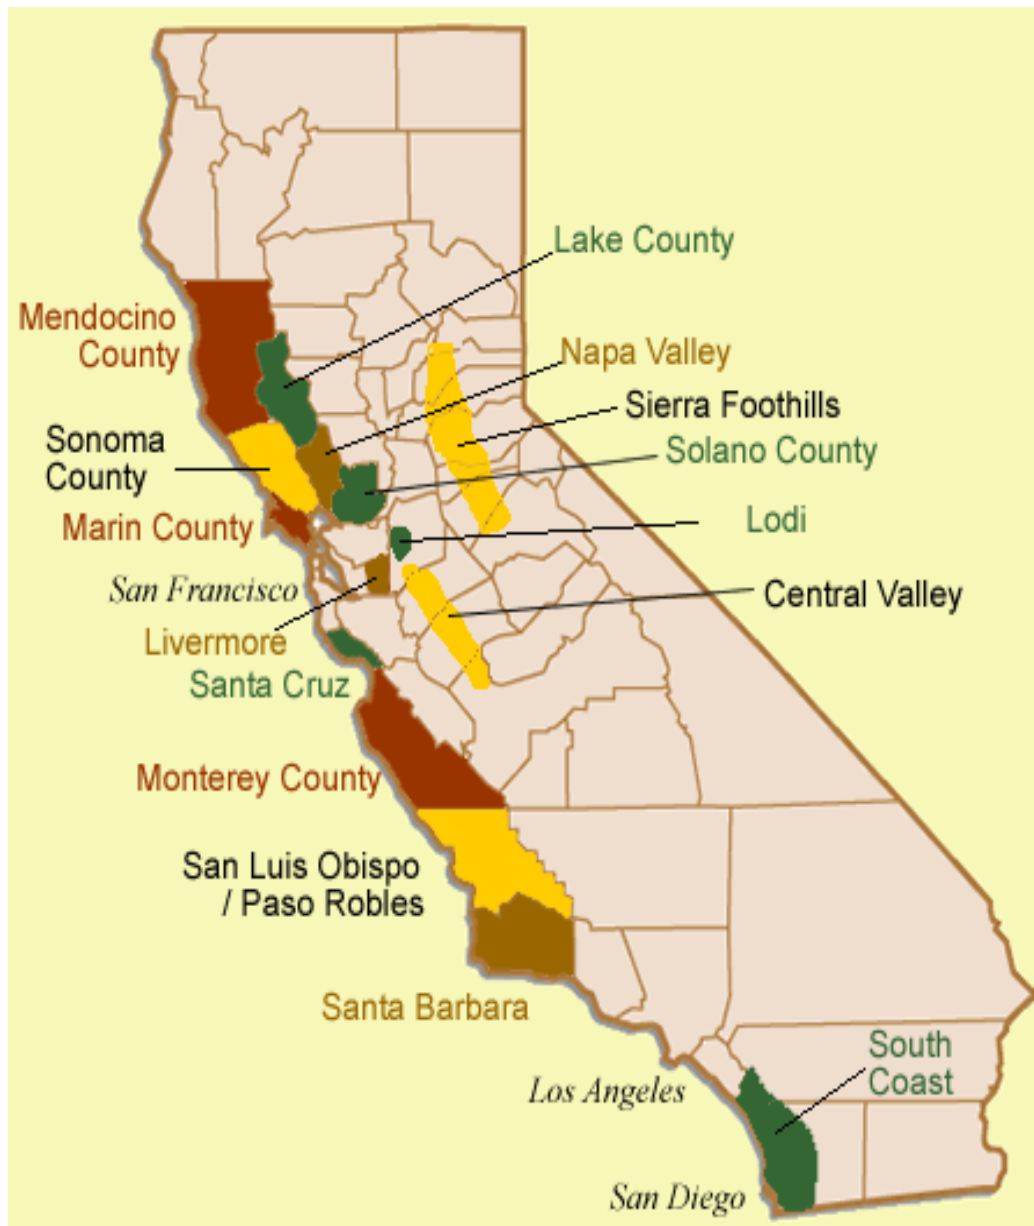 Lake County
Mendocino
County
Napa Valley
Sierra Foothills
Sonoma
County
Solano County
Marin County
Lodi
San Francisco
Central Valley
Livermore
Santa Cruz
Monterey County
San Luis Obispo
/ Paso Robles
Santa Barbara
South
Coast
Los Angeles
San Diego